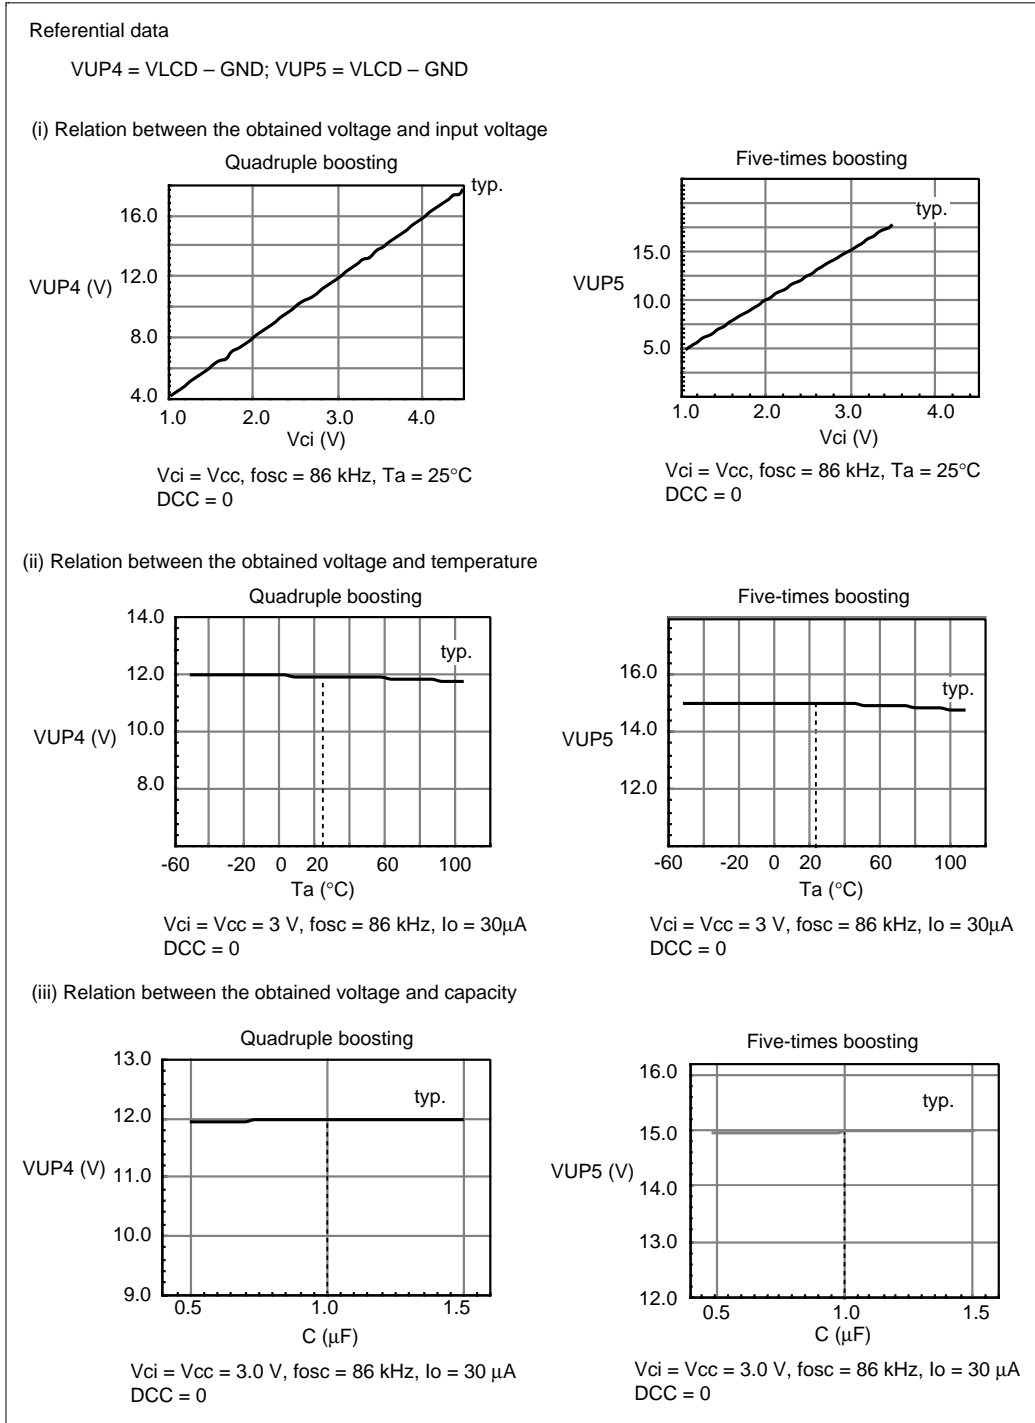 Referential data
VUP4 = VLCD – GND; VUP5 = VLCD – GND
(i) Relation between the obtained voltage and input voltage
Quadruple boosting
typ.
16.0
12.0
VUP4 (V)
8.0
4.0
1.0 2.0 3.0 4.0
Vci (V)
Vci = Vcc, fosc = 86 kHz, Ta = 25°C
DCC = 0
Five-times boosting
typ.
15.0
VUP5
10.0
5.0
1.0 2.0 3.0 4.0
Vci (V)
Vci = Vcc, fosc = 86 kHz, Ta = 25°C
DCC = 0
(ii) Relation between the obtained voltage and temperature
Quadruple boosting
14.0
typ.
12.0
10.0
VUP4 (V)
8.0
-60 -20 0 20 60 100
Ta (°C)
Vci = Vcc = 3 V, fosc = 86 kHz, Io = 30μA
DCC = 0
Five-times boosting
16.0
typ.
14.0
VUP5
12.0
-60 -20 0 20 60 100
Ta (°C)
Vci = Vcc = 3 V, fosc = 86 kHz, Io = 30μA
DCC = 0
(iii) Relation between the obtained voltage and capacity
Quadruple boosting
13.0
typ.
12.0
VUP4 (V)
11.0
10.0
9.0
0.5 1.0 1.5
C (μF)
Vci = Vcc = 3.0 V, fosc = 86 kHz, Io = 30 μA
DCC = 0
Five-times boosting
16.0
typ.
15.0
VUP5 (V)
14.0
13.0
12.0
0.5 1.0 1.5
C (μF)
Vci = Vcc = 3.0 V, fosc = 86 kHz, Io = 30 μA
DCC = 0